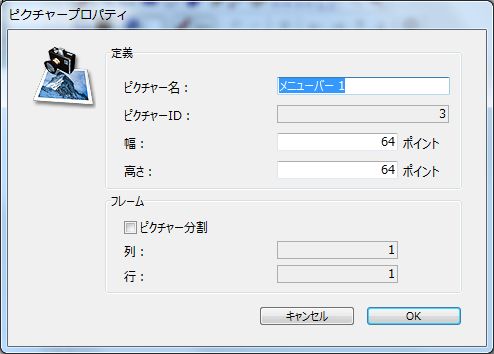 ピクチャープロパティ
定義
ピクチャー名：
メニューバー 1
ピクチャーID：
3
幅：
64 ポイント
高さ：
64 ポイント
フレーム
ピクチャー分割
列：
1
行：
1
キャンセル
OK